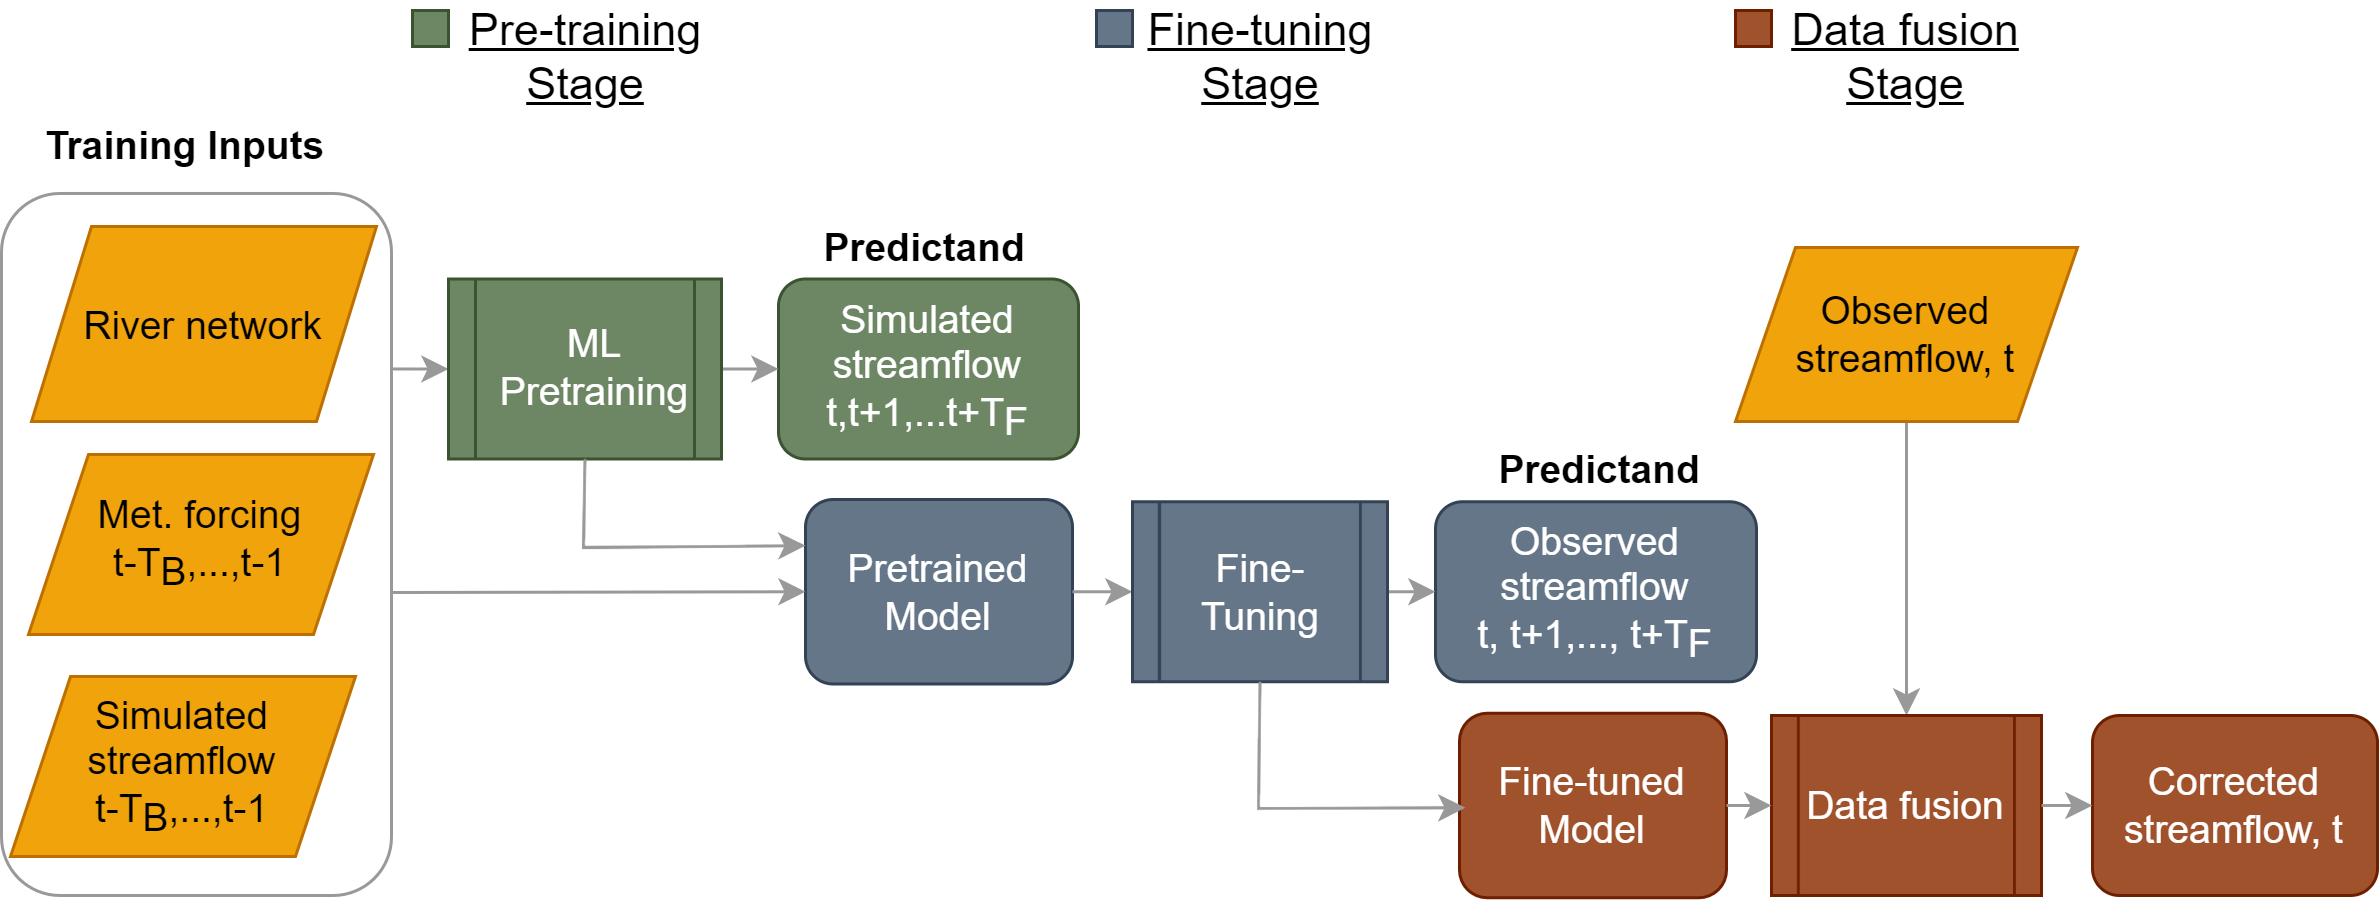 Pre-training
Stage
Fine-tuning
Stage
Data fusion
Stage
Training Inputs
River network
Met. forcing
t-T_B,...,t-1
Simulated
streamflow
t-T_B,...,t-1
ML
Pretraining
Predictand
Simulated
streamflow
t,t+1,...t+T_F
Pretrained
Model
Fine-
Tuning
Predictand
Observed
streamflow
t, t+1,..., t+T_F
Observed
streamflow, t
Fine-tuned
Model
Data fusion
Corrected
streamflow, t